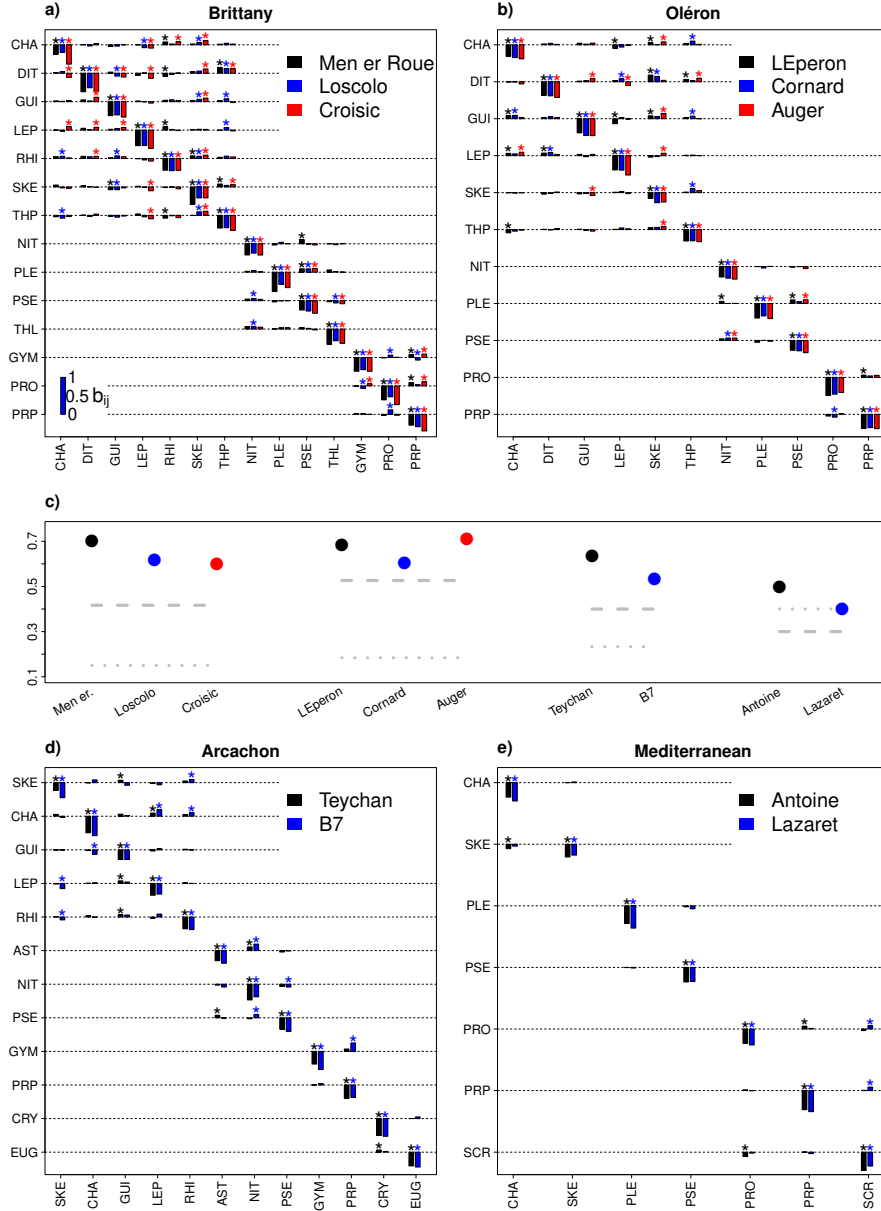 a) Brittany
CHA
DIT
GUI
LEP
RHI
SKE
THP
NIT
PLE
PSE
THL
GYM
PRO
PRP
Men er Roue
Loscolo
Croisic
1
0.5 bij
0
CHA DIT GUI LEP RHI SKE THP NIT PLE PSE THL GYM PRO PRP
b) Oléron
CHA
DIT
GUI
LEP
SKE
THP
NIT
PLE
PSE
PRO
PRP
LEperon
Cornard
Auger
CHA DIT GUI LEP SKE THP NIT PLE PSE PRO PRP
c)
0.7
0.5
0.3
0.1
Men er. Loscolo Croisic LEperon Cornard Auger Teychan B7 Antoine Lazaret
d) Arcachon
SKE
CHA
GUI
LEP
RHI
AST
NIT
PSE
GYM
PRP
CRY
EUG
Teychan
B7
SKE CHA GUI LEP RHI AST NIT PSE GYM PRP CRY EUG
e) Mediterranean
CHA
SKE
PLE
PSE
PRO
PRP
SCR
Antoine
Lazaret
CHA SKE PLE PSE PRO PRP SCR